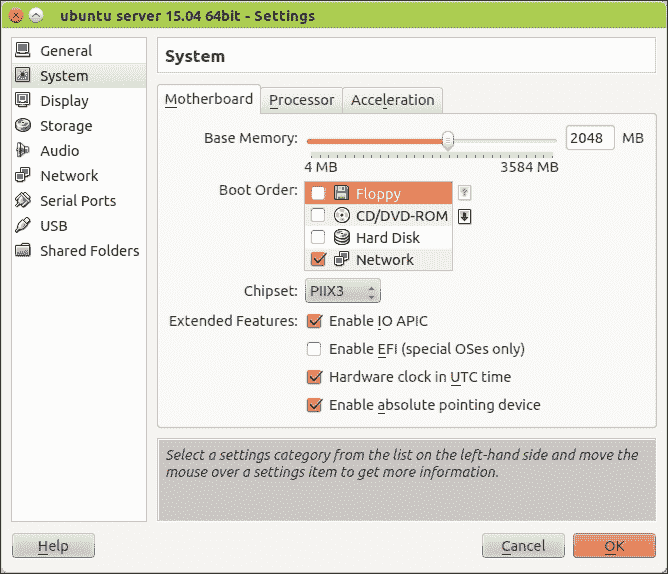 ubuntu server 15.04 64bit - Settings
General
System
Display
Storage
Audio
Network
Serial Ports
USB
Shared Folders
System
Motherboard Processor Acceleration
Base Memory: 2048 MB
4 MB 3584 MB
Boot Order: Floppy
CD/DVD-ROM
Hard Disk
Network
Chipset: PIIX3
Extended Features: Enable IO APIC
Enable EFI (special OSes only)
Hardware clock in UTC time
Enable absolute pointing device
Select a settings category from the list on the left-hand side and move the
mouse over a settings item to get more information.
Help Cancel OK